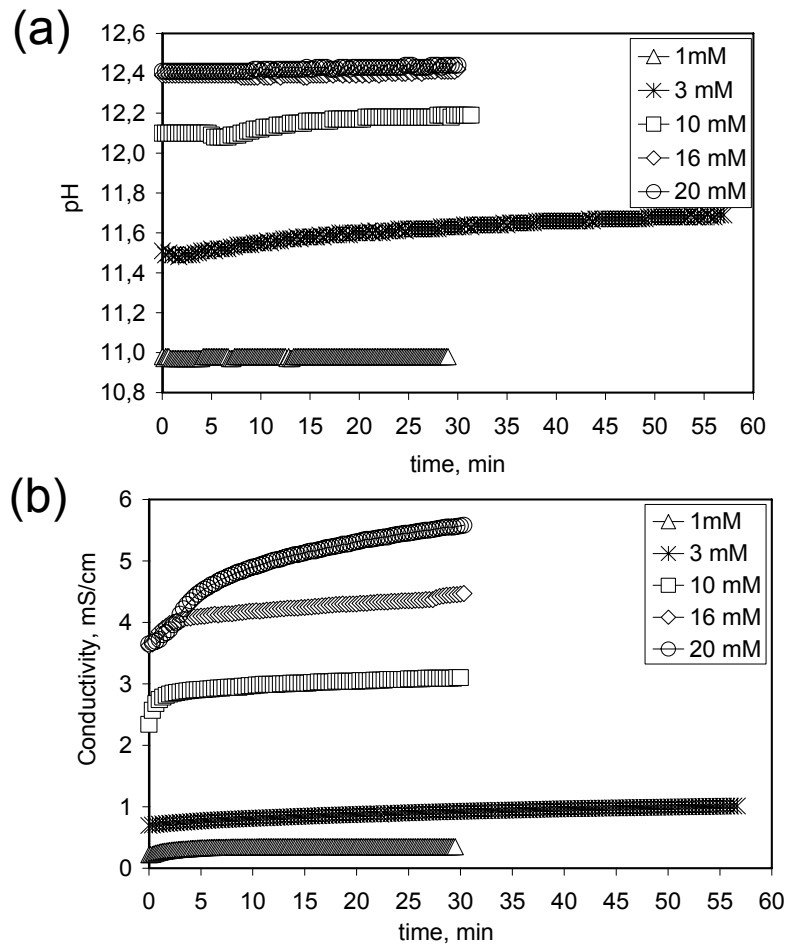 (a)
12,6
12,4
12,2
12,0
11,8
11,6
11,4
11,2
11,0
10,8
pH
0 5 10 15 20 25 30 35 40 45 50 55 60
time, min
1mM
3 mM
10 mM
16 mM
20 mM
(b)
6
5
4
3
2
1
0
Conductivity, mS/cm
0 5 10 15 20 25 30 35 40 45 50 55 60
time, min
1mM
3 mM
10 mM
16 mM
20 mM